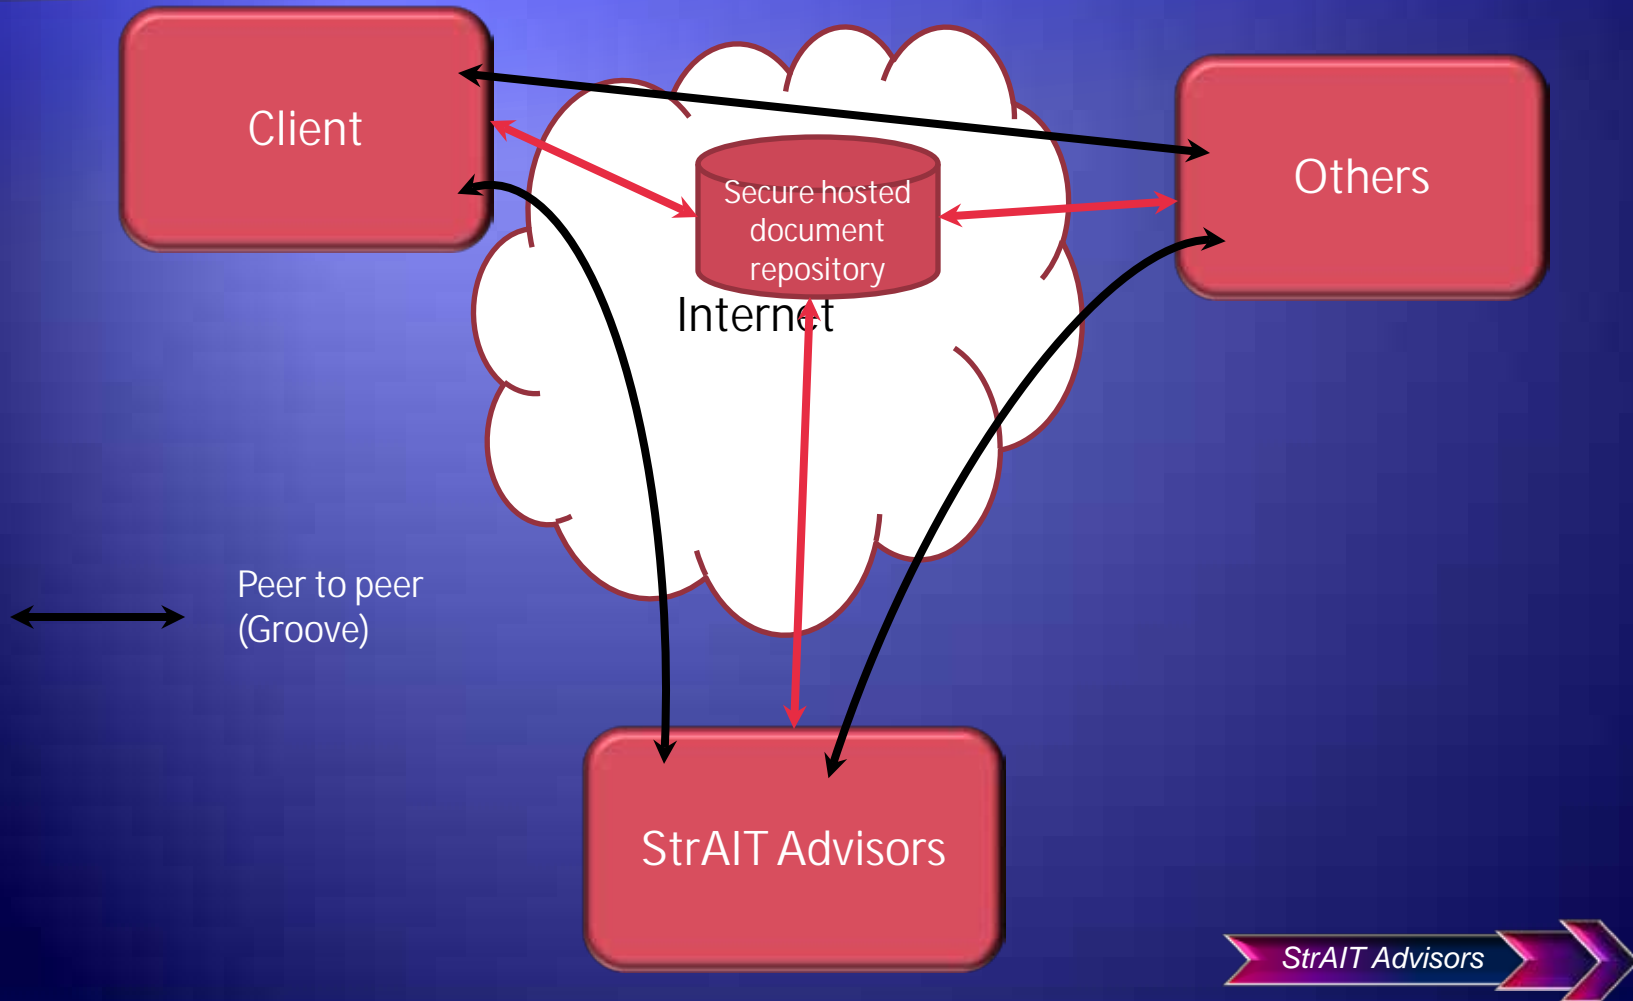 Client
Others
Secure hosted
document
repository
Internet
Peer to peer
(Groove)
StrAIT Advisors
StrAIT Advisors